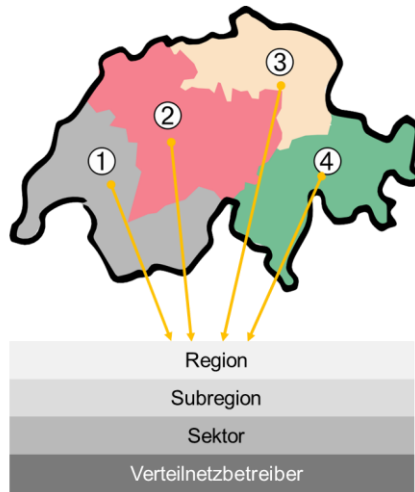 3
2
1
4
Region
Subregion
Sektor
Verteilnetzbetreiber